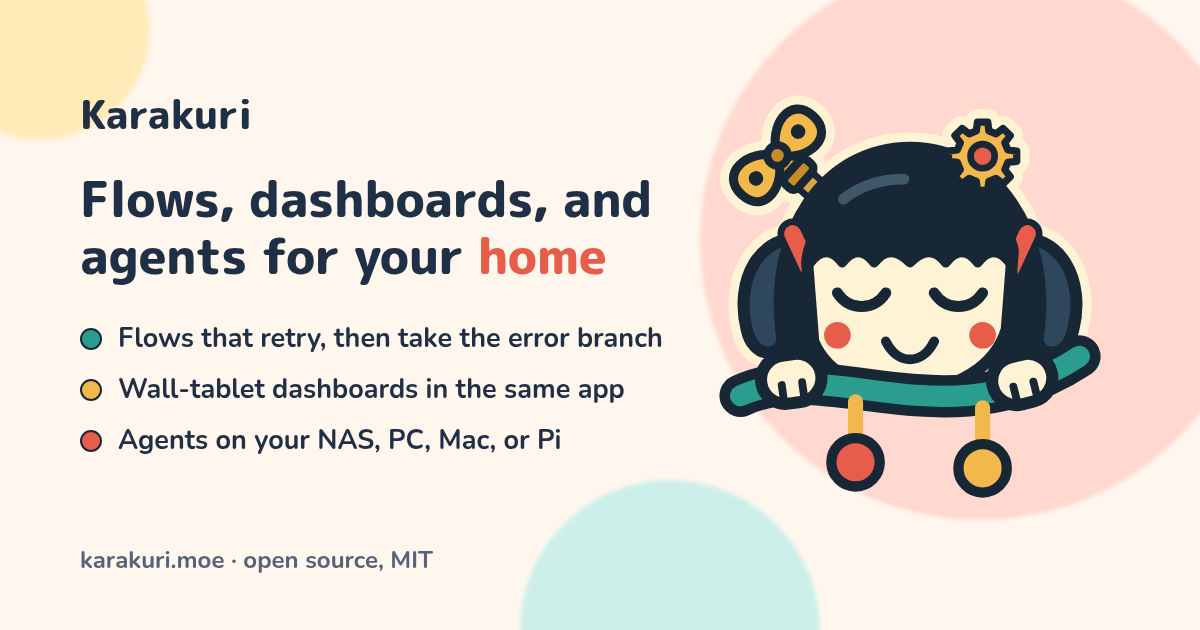 Karakuri
Flows, dashboards, and
agents for your home
Flows that retry, then take the error branch
Wall-tablet dashboards in the same app
Agents on your NAS, PC, Mac, or Pi
karakuri.moe · open source, MIT